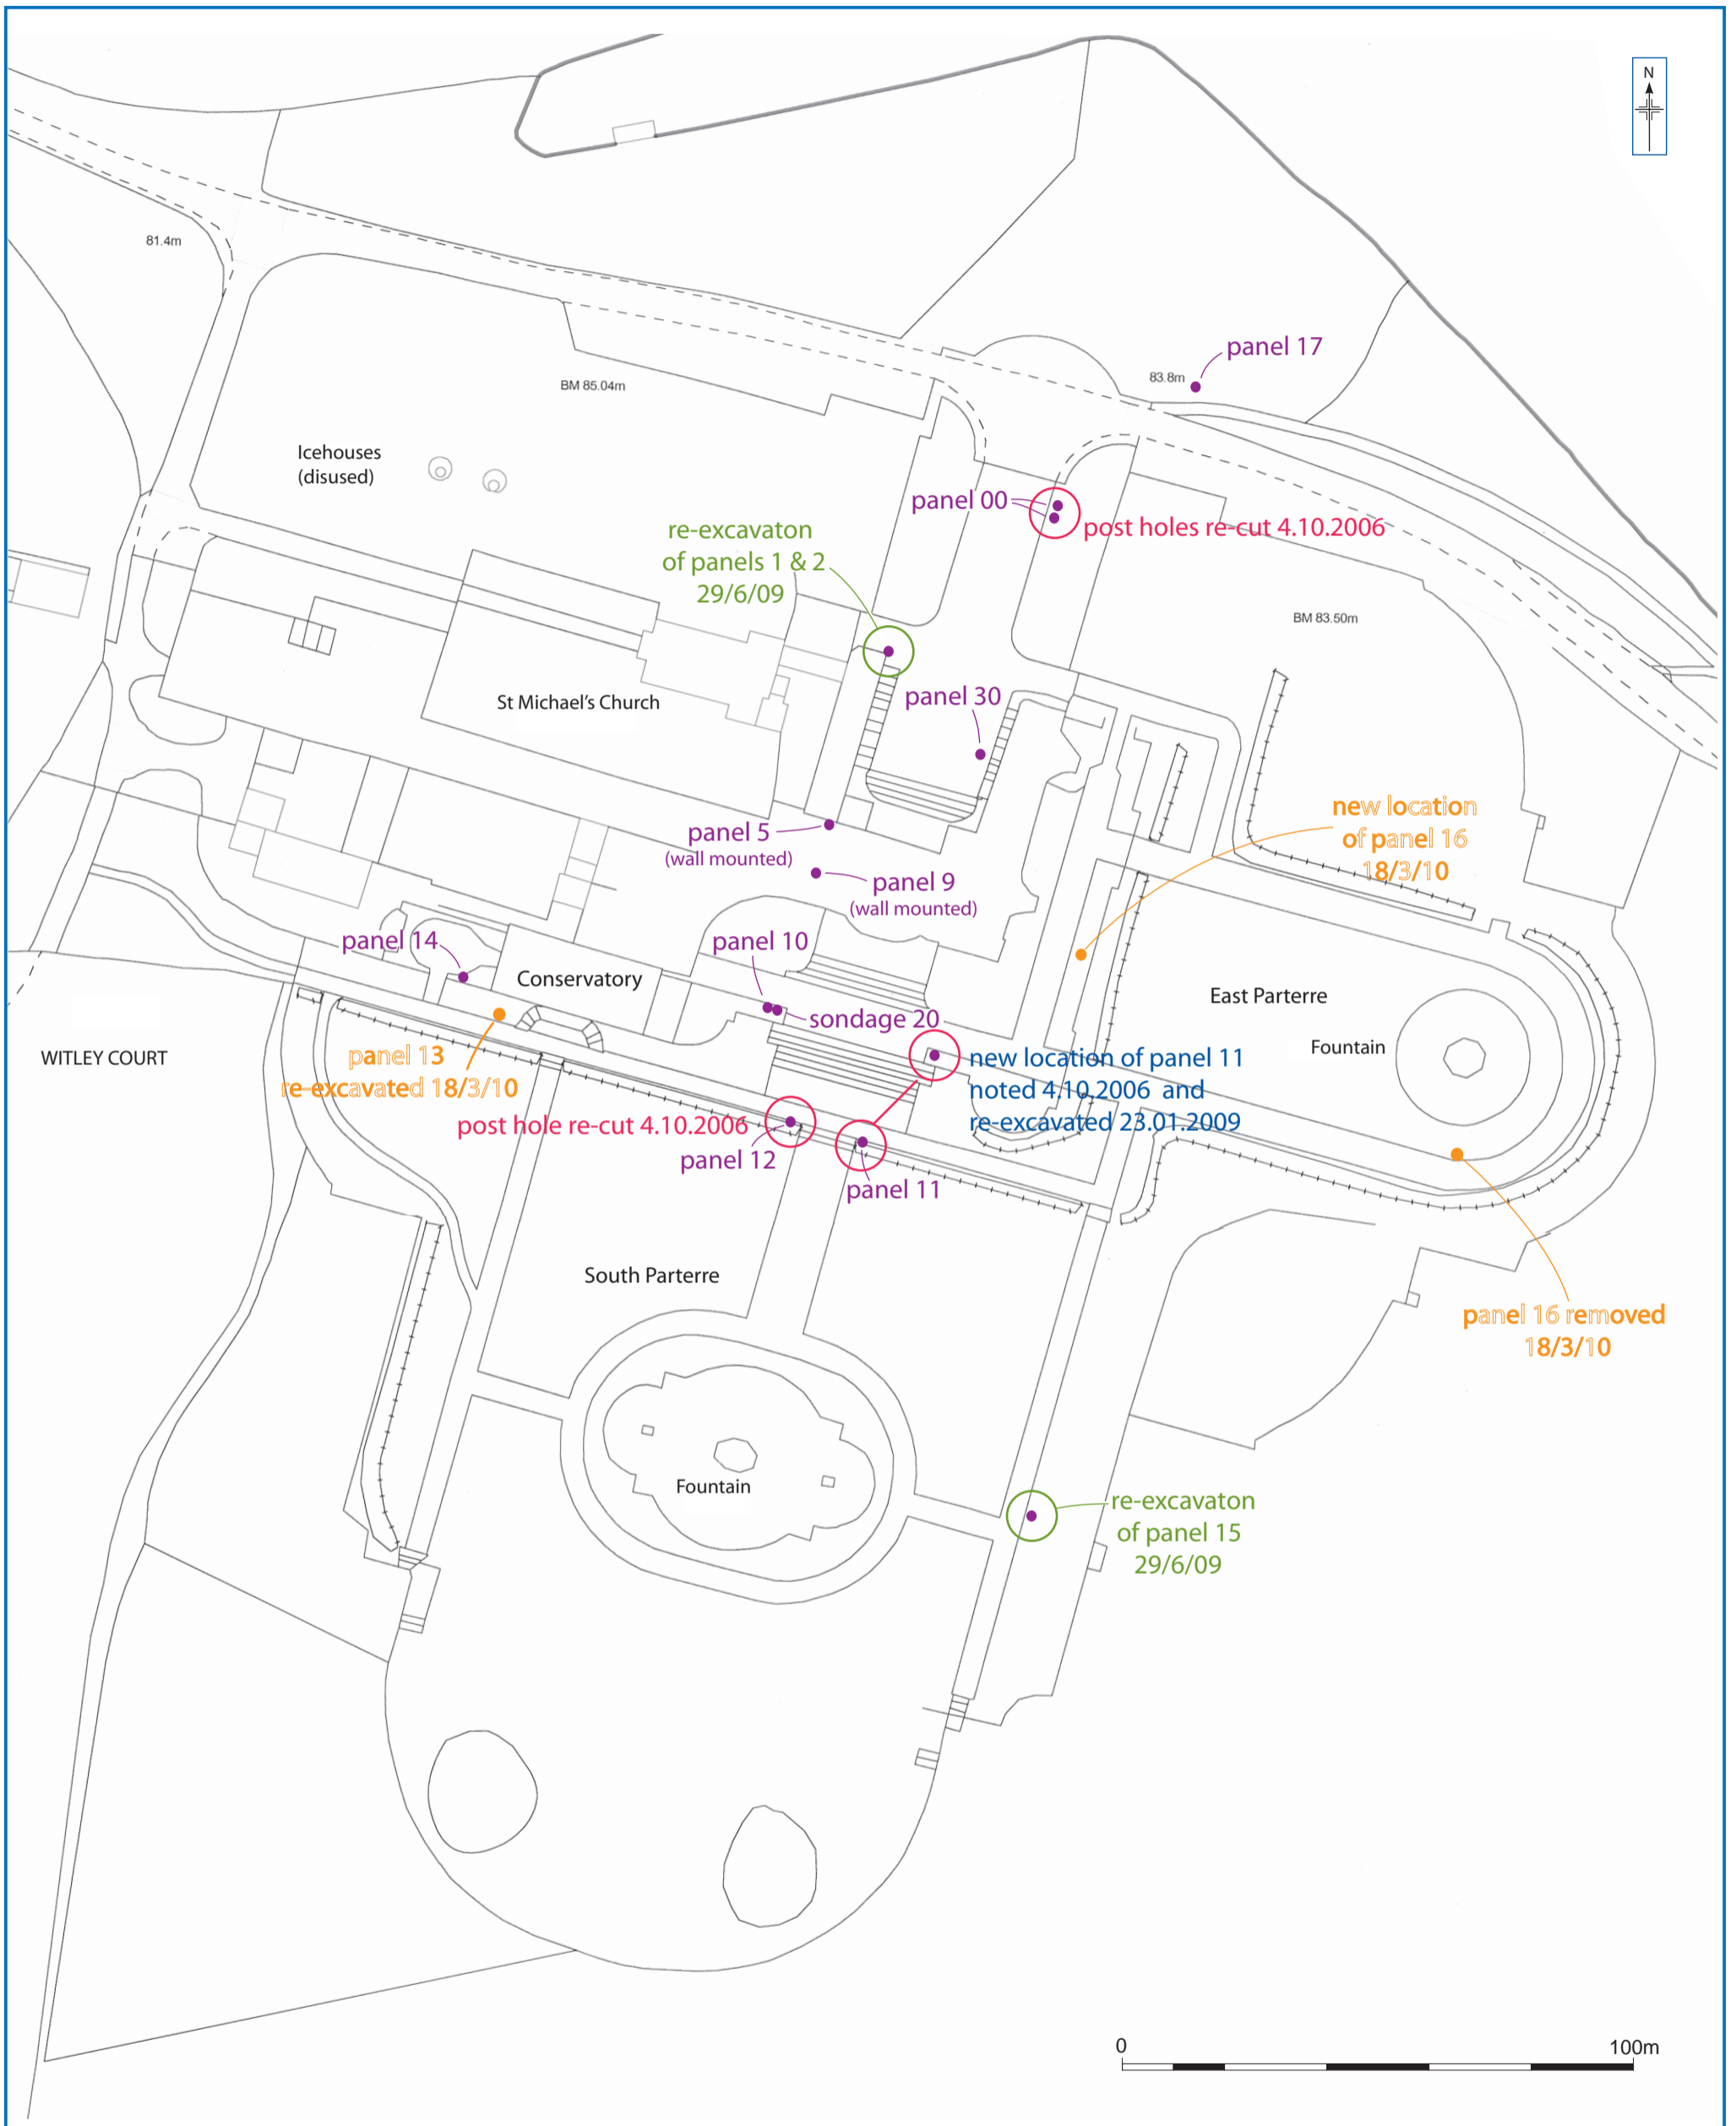 N
81.4m
panel 17
83.8m
BM 85.04m
Icehouses
(disused)
panel 00
post holes re-cut 4.10.2006
re-excavaton
of panels 1 & 2
29/6/09
BM 83.50m
St Michael's Church
panel 30
new location
of panel 16
18/3/10
panel 5
(wall mounted)
panel 9
(wall mounted)
panel 14
panel 10
Conservatory
East Parterre
sondage 20
Fountain
WITLEY COURT
panel 13
re-excavated 18/3/10
new location of panel 11
noted 4.10.2006 and
re-excavated 23.01.2009
post hole re-cut 4.10.2006
panel 12
panel 11
South Parterre
panel 16 removed
18/3/10
Fountain
re-excavaton
of panel 15
29/6/09
0
100m